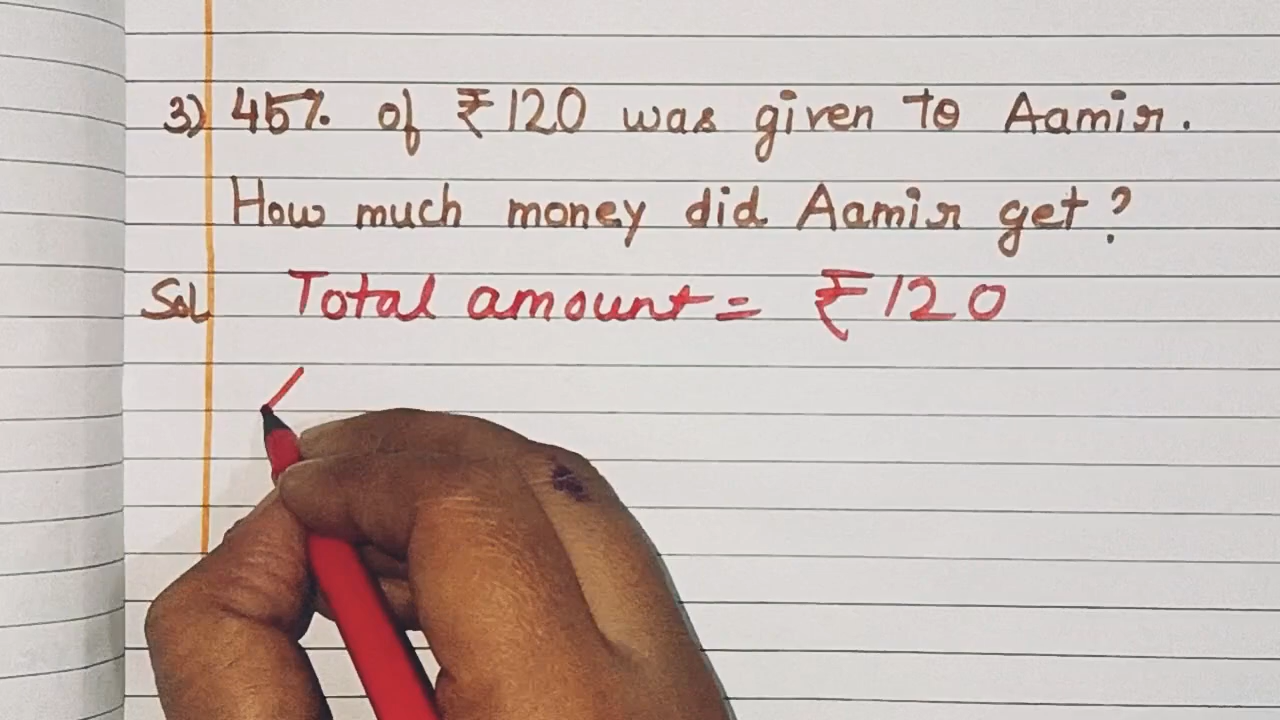 3) 45% of ₹120 was given to Aamir.
How much money did Aamir get?
Sol Total amount = ₹120